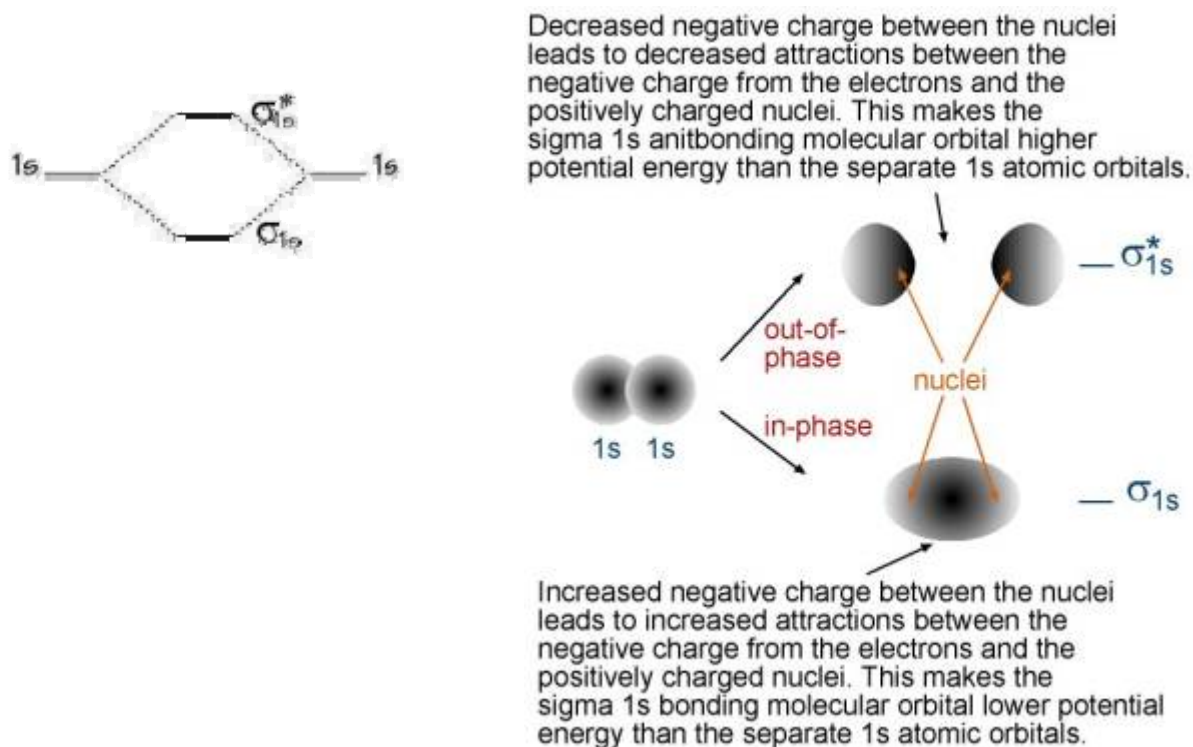 Decreased negative charge between the nuclei
leads to decreased attractions between the
negative charge from the electrons and the
positively charged nuclei. This makes the
sigma 1s anitbonding molecular orbital higher
potential energy than the separate 1s atomic orbitals.
σ*1s
1s
1s
σ1s
σ*1s
out-of-
phase
nuclei
in-phase
1s 1s
σ1s
Increased negative charge between the nuclei
leads to increased attractions between the
negative charge from the electrons and the
positively charged nuclei. This makes the
sigma 1s bonding molecular orbital lower potential
energy than the separate 1s atomic orbitals.